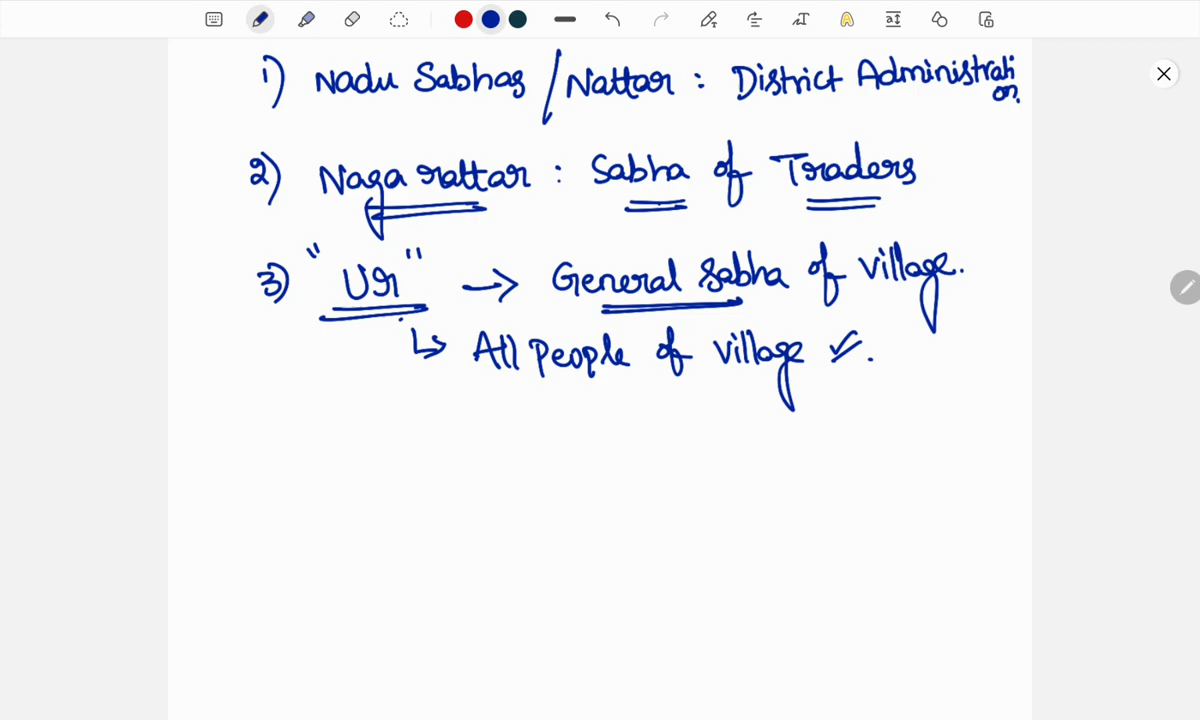 1) Nadu Sabhas / Nattar : District Administration.
2) Nagarattar : Sabha of Traders
3) "Ur" → General Sabha of village.
↳ All people of village ✓.